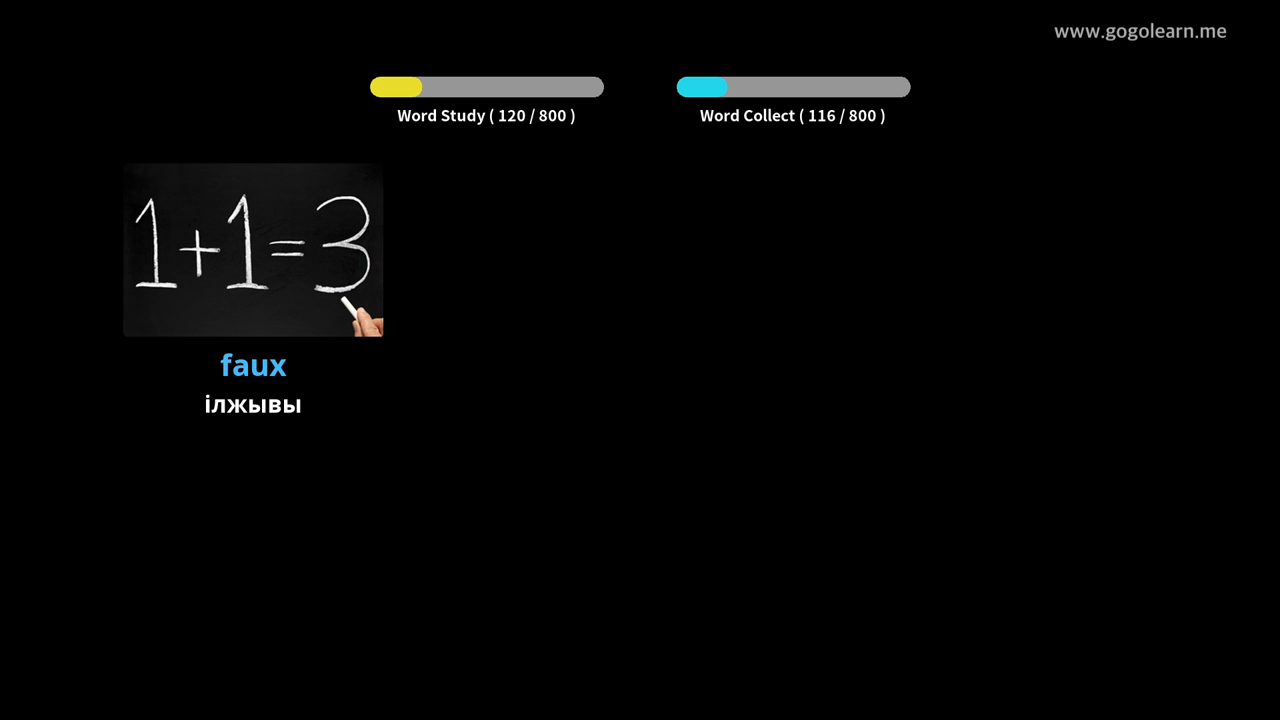 www.gogolearn.me
Word Study ( 120 / 800 )
Word Collect ( 116 / 800 )
1+1=3
faux
ілжывы